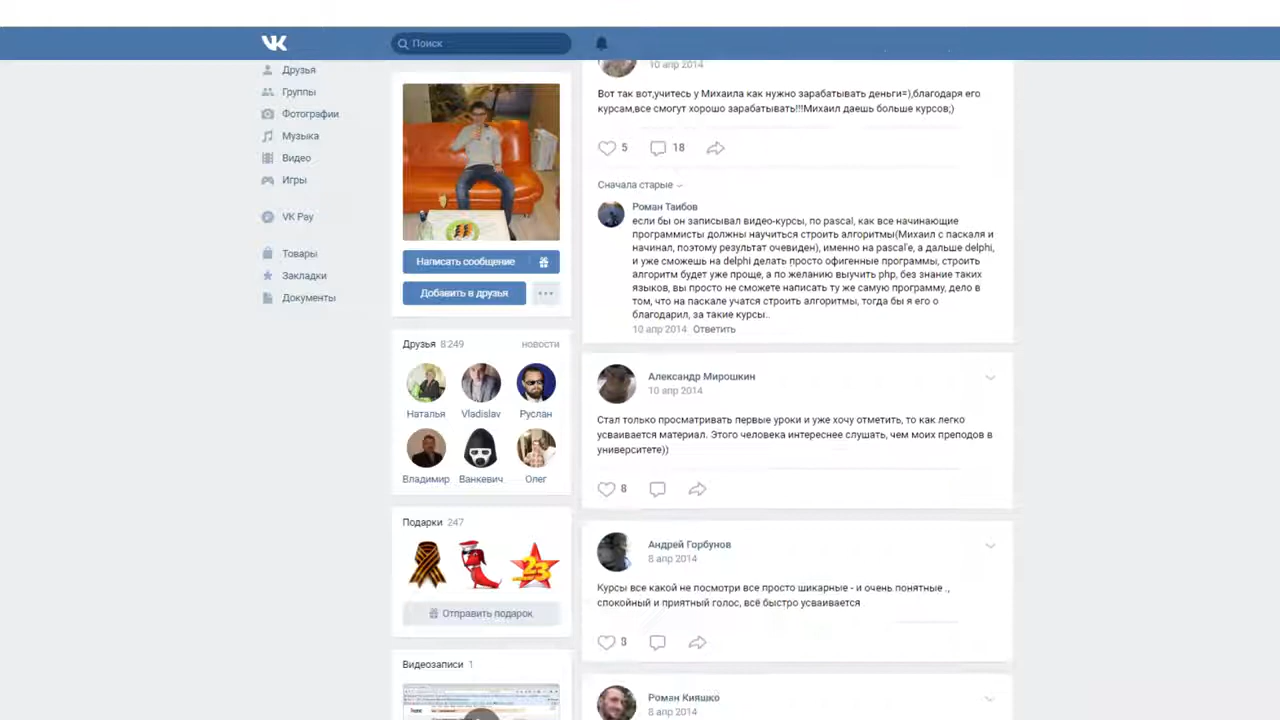 VK
Поиск
Друзья
Группы
Фотографии
Музыка
Видео
Игры
VK Pay
Товары
Закладки
Документы
Написать сообщение
Добавить в друзья
Друзья 8 249
новости
Наталья Vladislav Руслан
Владимир Ванкевич Олег
Подарки 247
23
Отправить подарок
Видеозаписи 1
10 апр 2014
Вот так вот,учитесь у Михаила как нужно зарабатывать деньги=),благодаря его
курсам,все смогут хорошо зарабатывать!!!Михаил даешь больше курсов;)
5 18
Сначала старые
Роман Таибов
если бы он записывал видео-курсы, по pascal, как все начинающие
программисты должны научиться строить алгоритмы(Михаил с паскаля и
начинал, поэтому результат очевиден), именно на pascal'e, а дальше delphi,
и уже сможешь на delphi делать просто офигенные программы, строить
алгоритм будет уже проще, а по желанию выучить php, без знание таких
языков, вы просто не сможете написать ту же самую программу, дело в
том, что на паскале учатся строить алгоритмы, тогда бы я его о
благодарил, за такие курсы..
10 апр 2014 Ответить
Александр Мирошкин
10 апр 2014
Стал только просматривать первые уроки и уже хочу отметить, то как легко
усваивается материал. Этого человека интереснее слушать, чем моих преподов в
университете))
8
Андрей Горбунов
8 апр 2014
Курсы все какой не посмотри все просто шикарные - и очень понятные .,
спокойный и приятный голос, всё быстро усваивается
3
Роман Кияшко
8 апр 2014